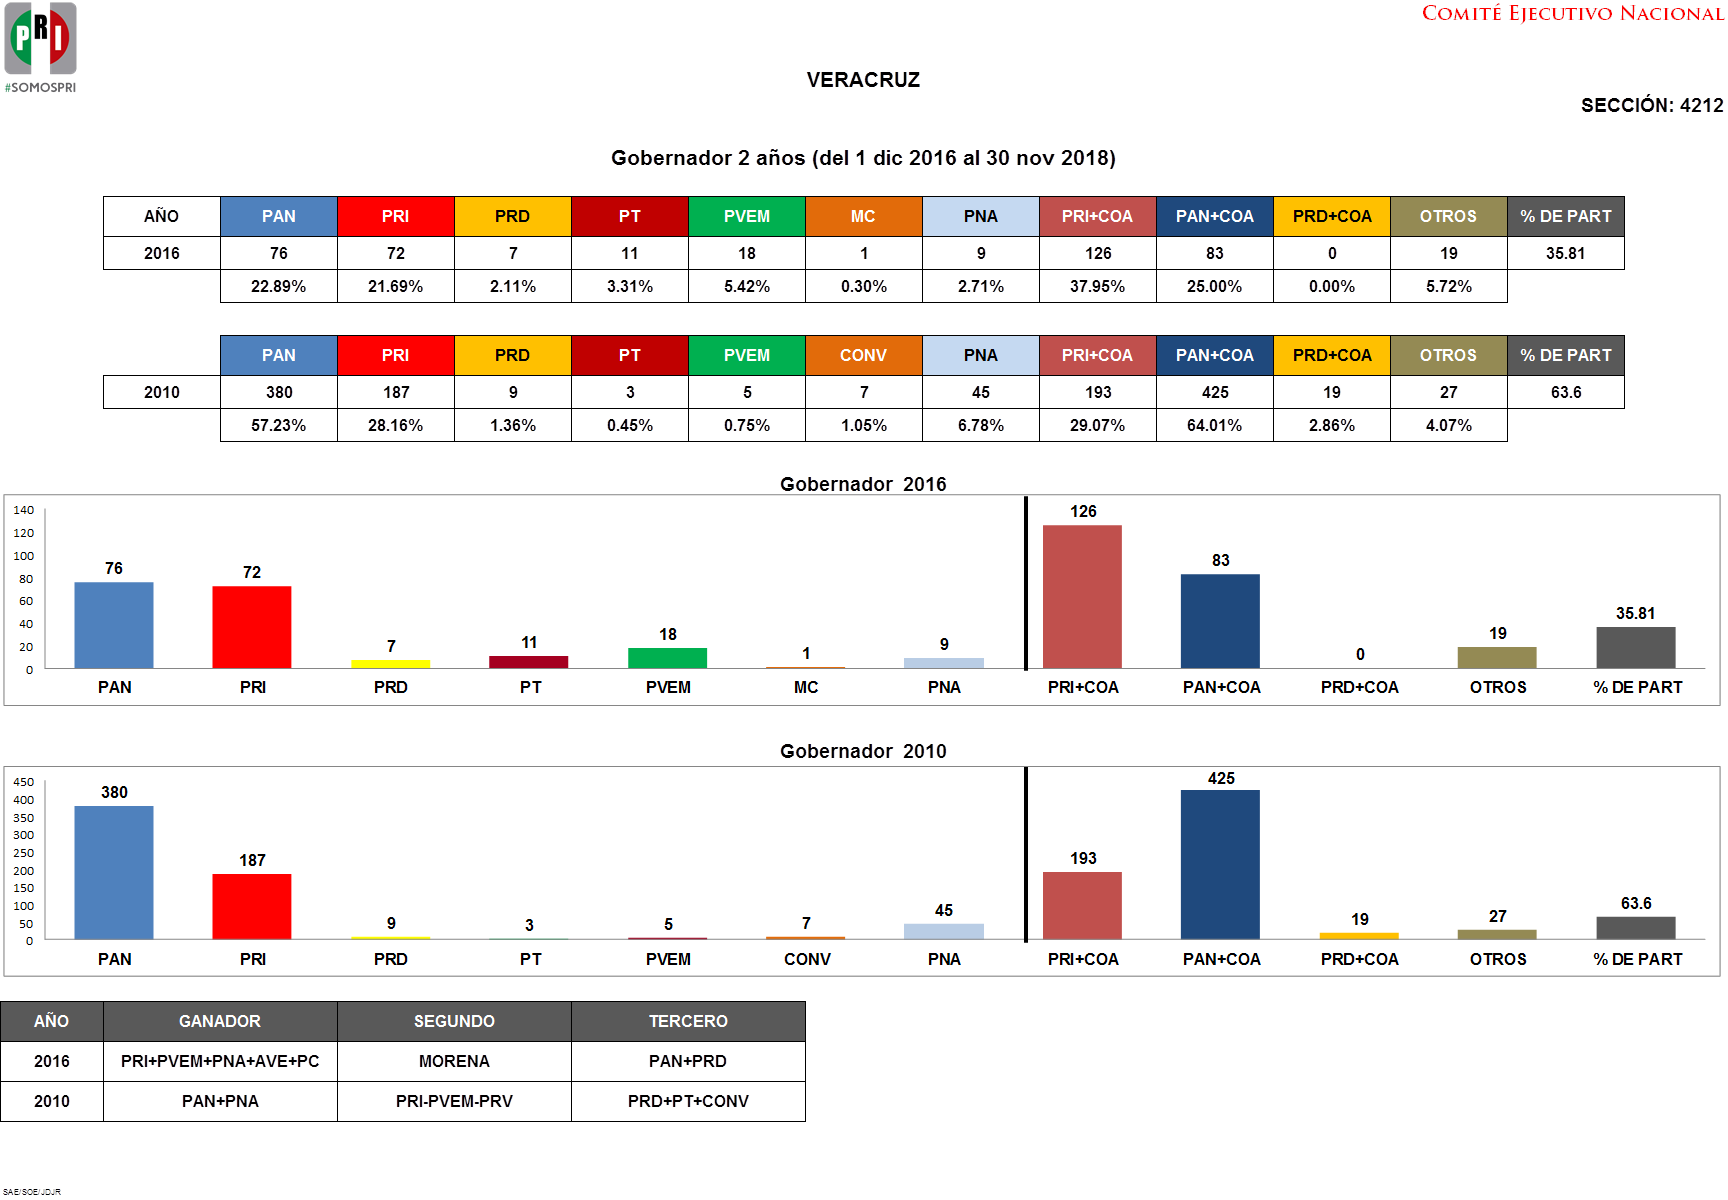 PRI
#SOMOSPRI
COMITÉ EJECUTIVO NACIONAL
VERACRUZ
SECCIÓN: 4212
Gobernador 2 años (del 1 dic 2016 al 30 nov 2018)
AÑO PAN PRI PRD PT PVEM MC PNA PRI+COA PAN+COA PRD+COA OTROS % DE PART
2016 76 72 7 11 18 1 9 126 83 0 19 35.81
22.89% 21.69% 2.11% 3.31% 5.42% 0.30% 2.71% 37.95% 25.00% 0.00% 5.72%
PAN PRI PRD PT PVEM CONV PNA PRI+COA PAN+COA PRD+COA OTROS % DE PART
2010 380 187 9 3 5 7 45 193 425 19 27 63.6
57.23% 28.16% 1.36% 0.45% 0.75% 1.05% 6.78% 29.07% 64.01% 2.86% 4.07%
Gobernador 2016
140
120
100
80
60
40
20
0
76 72 7 11 18 1 9 126 83 0 19 35.81
PAN PRI PRD PT PVEM MC PNA PRI+COA PAN+COA PRD+COA OTROS % DE PART
Gobernador 2010
450
400
350
300
250
200
150
100
50
0
380 187 9 3 5 7 45 193 425 19 27 63.6
PAN PRI PRD PT PVEM CONV PNA PRI+COA PAN+COA PRD+COA OTROS % DE PART
AÑO GANADOR SEGUNDO TERCERO
2016 PRI+PVEM+PNA+AVE+PC MORENA PAN+PRD
2010 PAN+PNA PRI-PVEM-PRV PRD+PT+CONV
SAE/SOE/JDJR